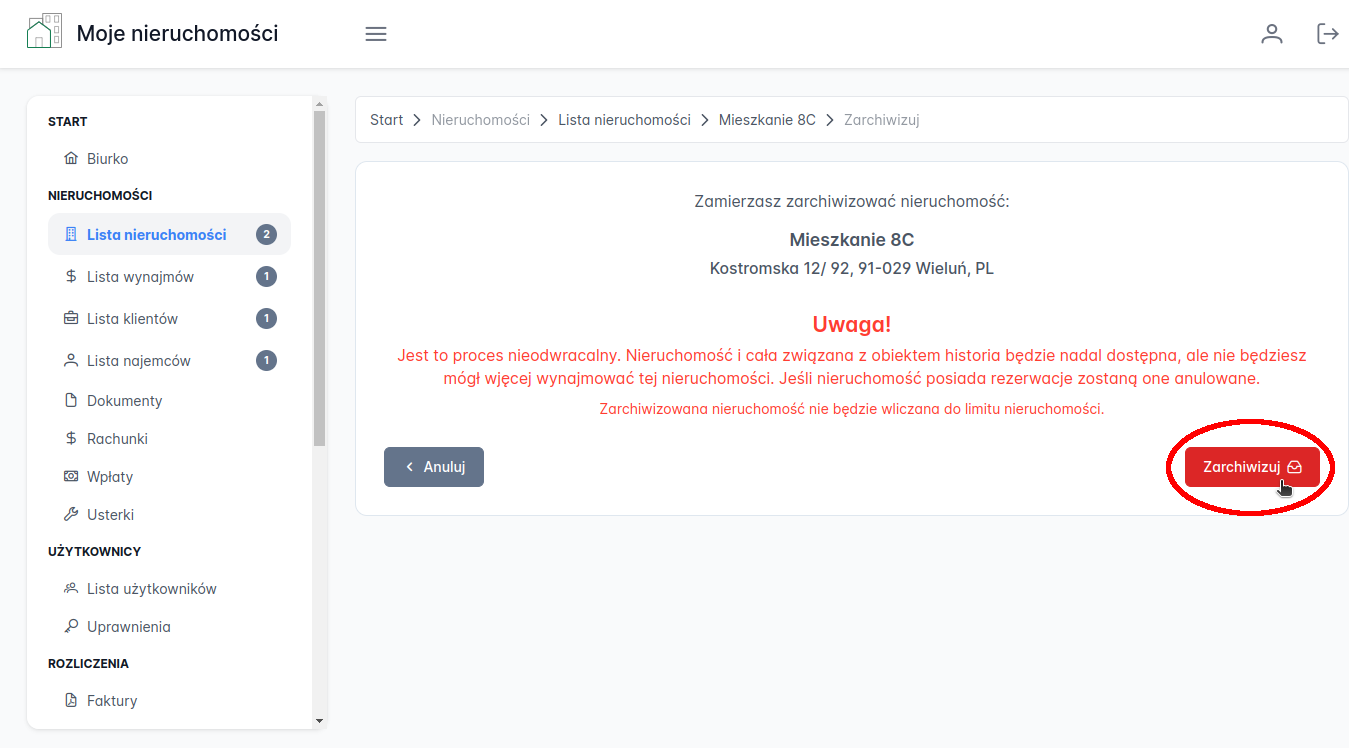 Moje nieruchomości
START
Biurko
NIERUCHOMOŚCI
Lista nieruchomości 2
Lista wynajmów 1
Lista klientów 1
Lista najemców 1
Dokumenty
Rachunki
Wpłaty
Usterki
UŻYTKOWNICY
Lista użytkowników
Uprawnienia
ROZLICZENIA
Faktury
Start > Nieruchomości > Lista nieruchomości > Mieszkanie 8C > Zarchiwizuj
Zamierzasz zarchiwizować nieruchomość:
Mieszkanie 8C
Kostromska 12/ 92, 91-029 Wieluń, PL
Uwaga!
Jest to proces nieodwracalny. Nieruchomość i cała związana z obiektem historia będzie nadal dostępna, ale nie będziesz
mógł wjęcej wynajmować tej nieruchomości. Jeśli nieruchomość posiada rezerwacje zostaną one anulowane.
Zarchiwizowana nieruchomość nie będzie wliczana do limitu nieruchomości.
Anuluj
Zarchiwizuj